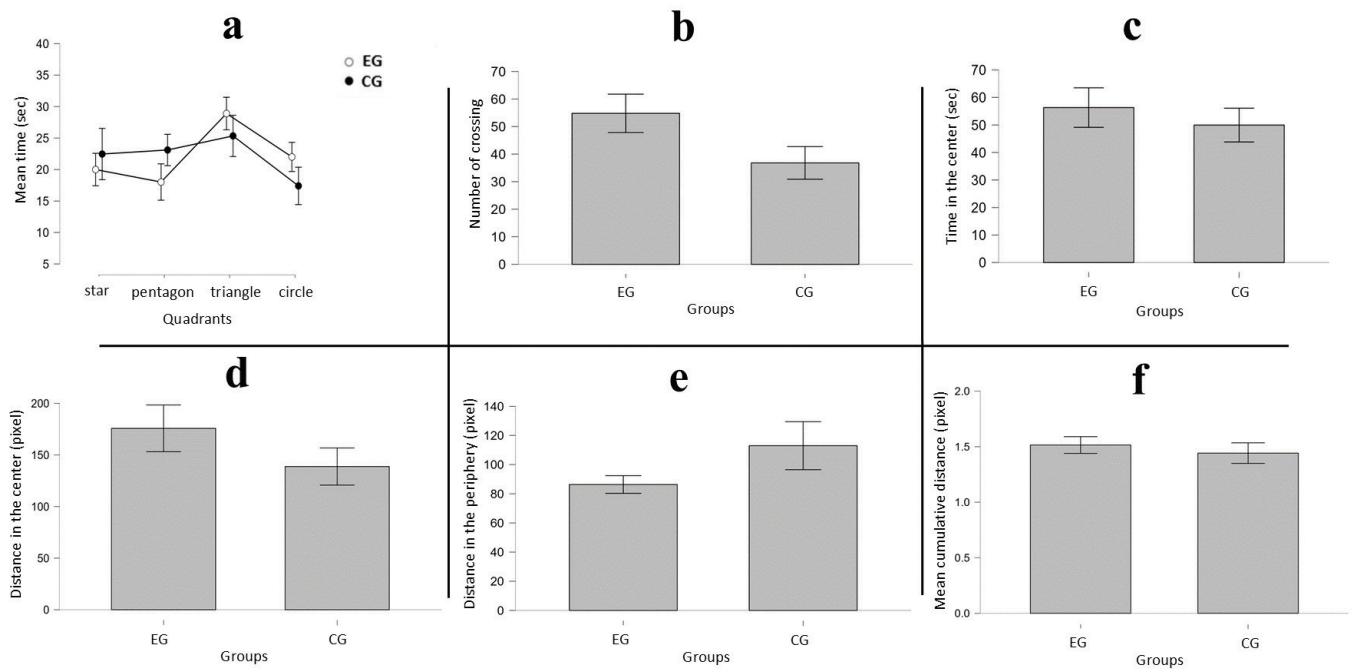 a
Mean time (sec)
40
35
30
25
20
15
10
5
EG
CG
star pentagon triangle circle
Quadrants
b
Number of crossing
70
60
50
40
30
20
10
0
EG CG
Groups
c
Time in the center (sec)
70
60
50
40
30
20
10
0
EG CG
Groups
d
Distance in the center (pixel)
200
150
100
50
0
EG CG
Groups
e
Distance in the periphery (pixel)
140
120
100
80
60
40
20
0
EG CG
Groups
f
Mean cumulative distance (pixel)
2.0
1.5
1.0
0.5
0.0
EG CG
Groups